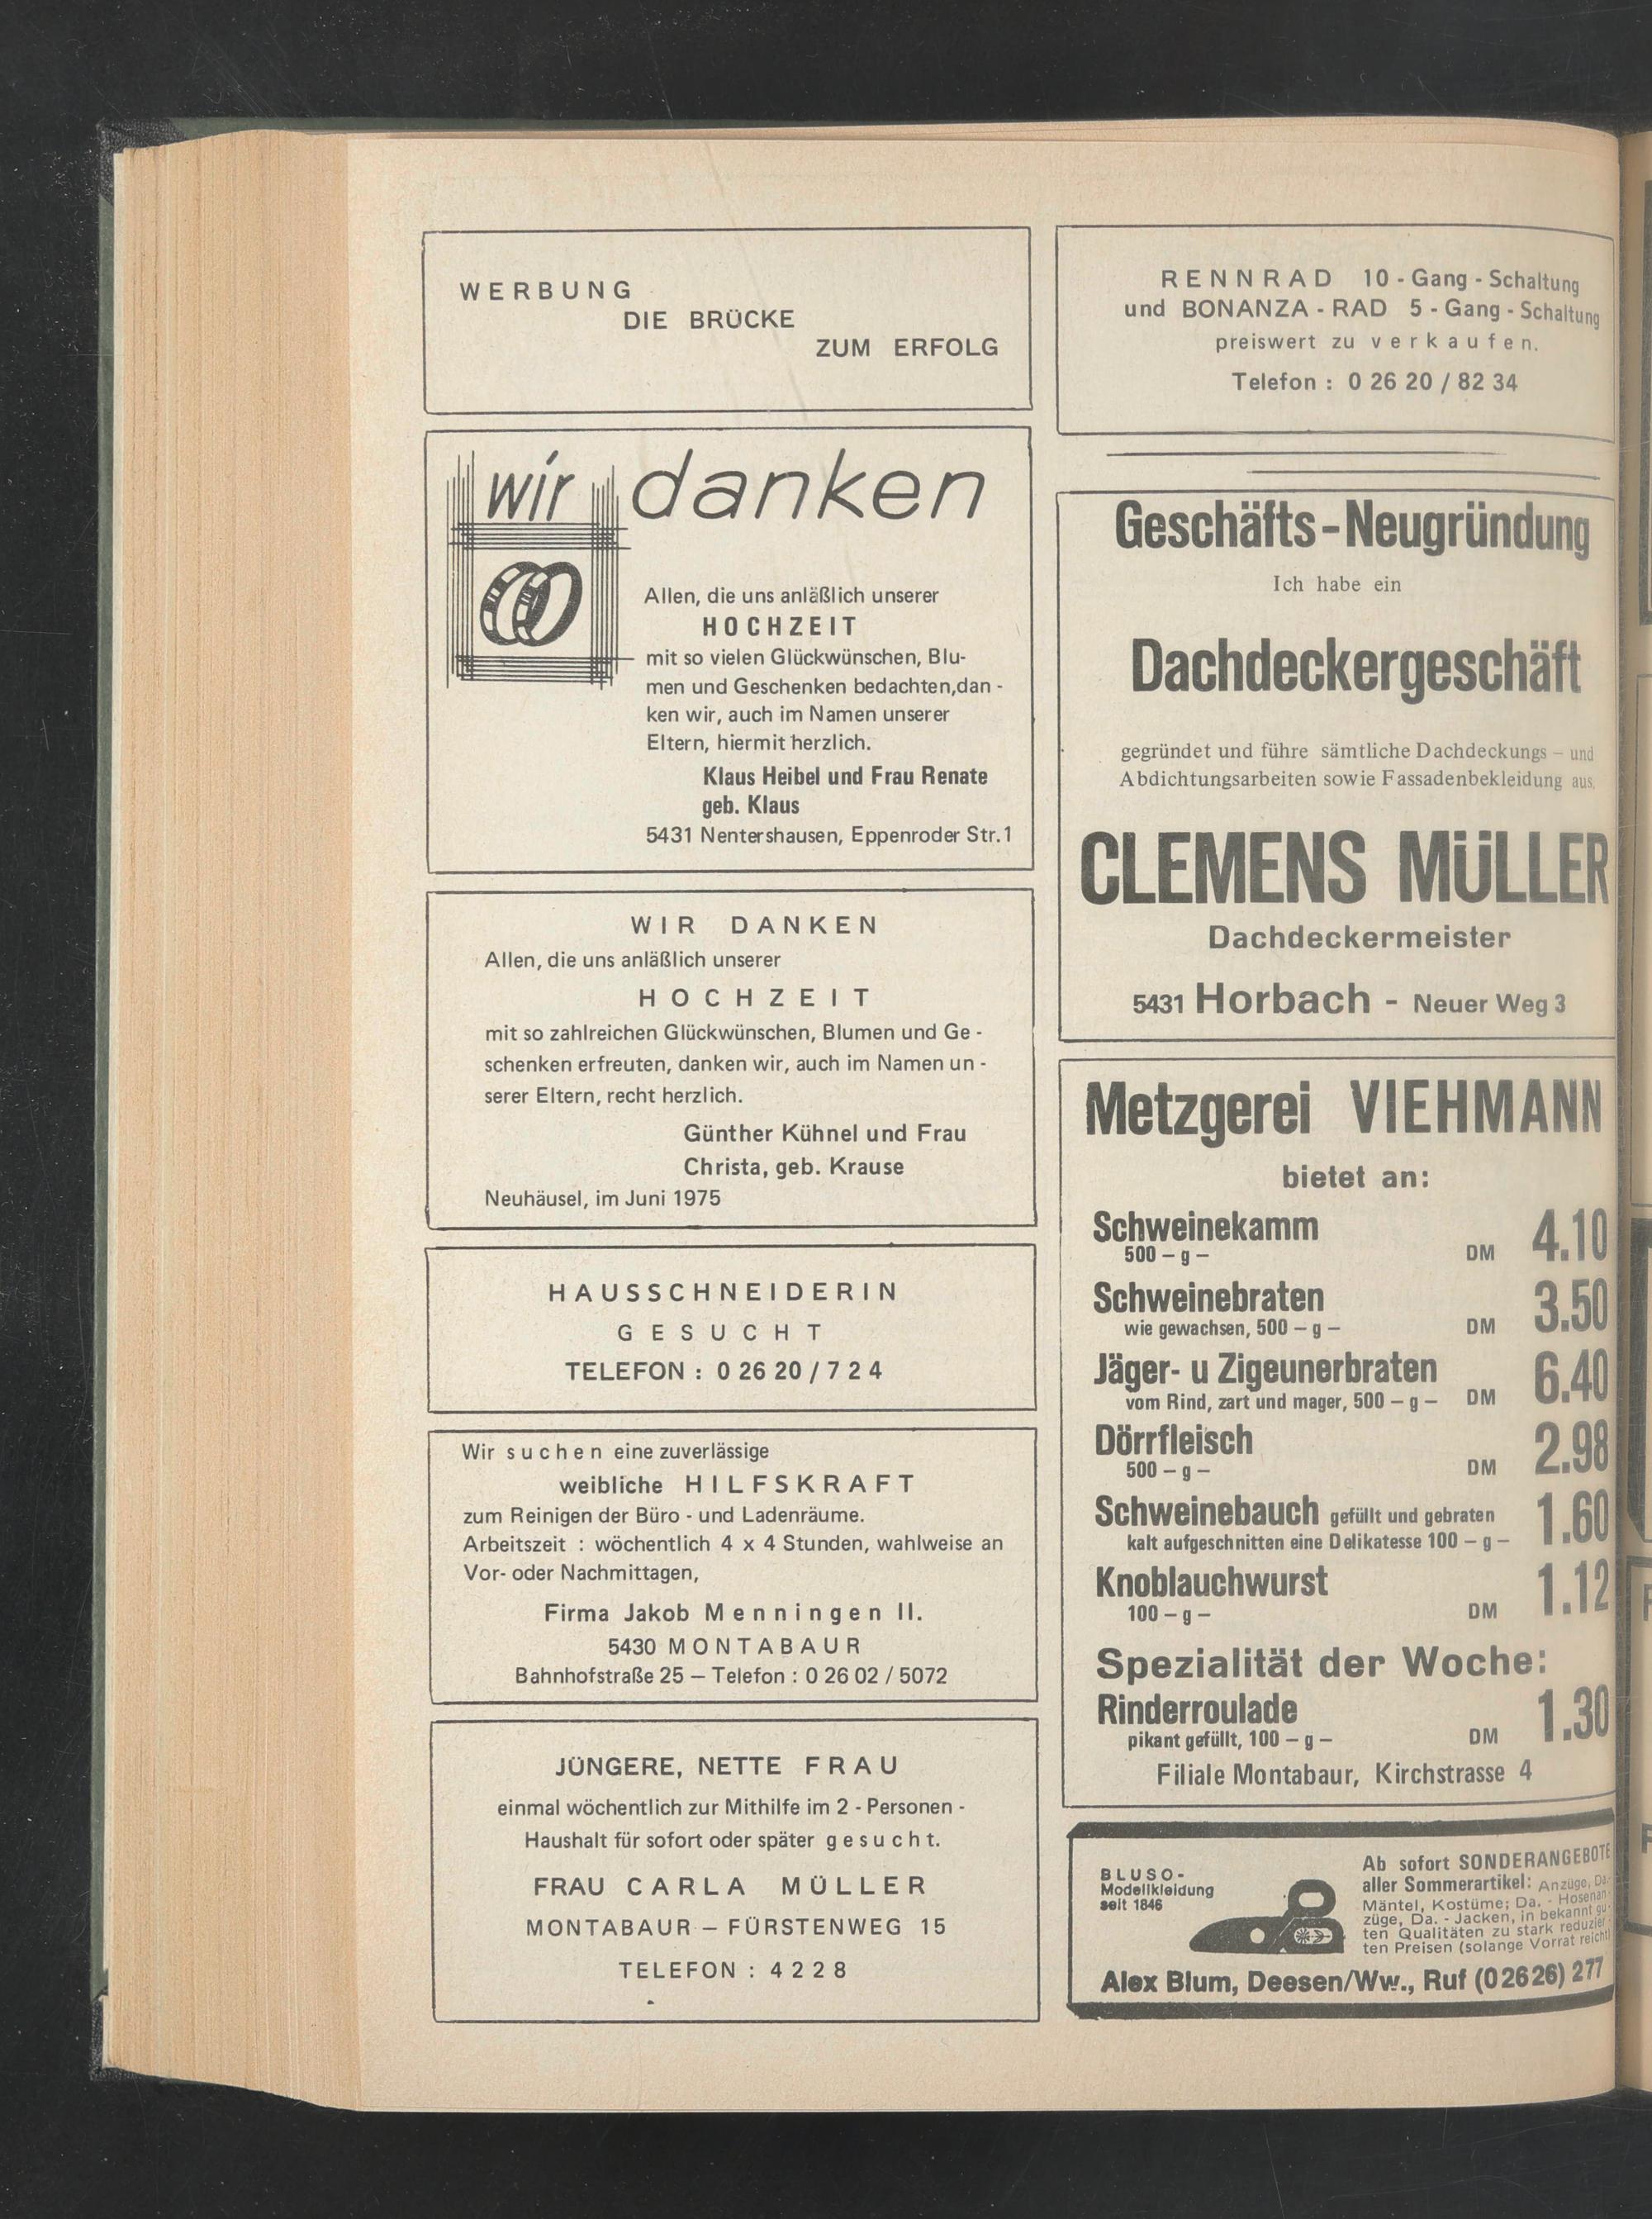 WERBUNG
DIE BRÜCKE
ZUM ERFOLG
wir danken
Allen, die uns anläßlich unserer
HOCHZEIT
mit so vielen Glückwünschen, Blu-
men und Geschenken bedachten,dan -
ken wir, auch im Namen unserer
Eltern, hiermit herzlich.
Klaus Heibel und Frau Renate
geb. Klaus
5431 Nentershausen, Eppenroder Str.1
WIR DANKEN
Allen, die uns anläßlich unserer
HOCHZEIT
mit so zahlreichen Glückwünschen, Blumen und Ge -
schenken erfreuten, danken wir, auch im Namen un -
serer Eltern, recht herzlich.
Günther Kühnel und Frau
Christa, geb. Krause
Neuhäusel, im Juni 1975
HAUSSCHNEIDERIN
GESUCHT
TELEFON : 0 26 20 / 7 2 4
Wir suchen eine zuverlässige
weibliche HILFSKRAFT
zum Reinigen der Büro - und Ladenräume.
Arbeitszeit : wöchentlich 4 x 4 Stunden, wahlweise an
Vor- oder Nachmittagen,
Firma Jakob Menningen II.
5430 MONTABAUR
Bahnhofstraße 25 – Telefon : 0 26 02 / 5072
JÜNGERE, NETTE FRAU
einmal wöchentlich zur Mithilfe im 2 - Personen -
Haushalt für sofort oder später gesucht.
FRAU CARLA MÜLLER
MONTABAUR – FÜRSTENWEG 15
TELEFON : 4 2 2 8
RENNRAD 10 - Gang - Schaltung
und BONANZA - RAD 5 - Gang - Schaltung
preiswert zu verkaufen.
Telefon : 0 26 20 / 82 34
Geschäfts-Neugründung
Ich habe ein
Dachdeckergeschäft
gegründet und führe sämtliche Dachdeckungs – und
Abdichtungsarbeiten sowie Fassadenbekleidung aus.
CLEMENS MÜLLER
Dachdeckermeister
5431 Horbach - Neuer Weg 3
Metzgerei VIEHMANN
bietet an:
Schweinekamm
500 – g – DM 4.10
Schweinebraten
wie gewachsen, 500 – g – DM 3.50
Jäger- u Zigeunerbraten
vom Rind, zart und mager, 500 – g – DM 6.40
Dörrfleisch
500 – g – DM 2.98
Schweinebauch gefüllt und gebraten 1.60
kalt aufgeschnitten eine Delikatesse 100 – g –
Knoblauchwurst
100 – g – DM 1.12
Spezialität der Woche:
Rinderroulade
pikant gefüllt, 100 – g – DM 1.30
Filiale Montabaur, Kirchstrasse 4
BLUSO-
Modellkleidung
seit 1846
Ab sofort SONDERANGEBOTE
aller Sommerartikel: Anzüge, Da.
Mäntel, Kostüme; Da. - Hosenan-
züge, Da. - Jacken, in bekannt gu-
ten Qualitäten zu stark reduzier-
ten Preisen (solange Vorrat reicht)
Alex Blum, Deesen/Ww., Ruf (02626) 277